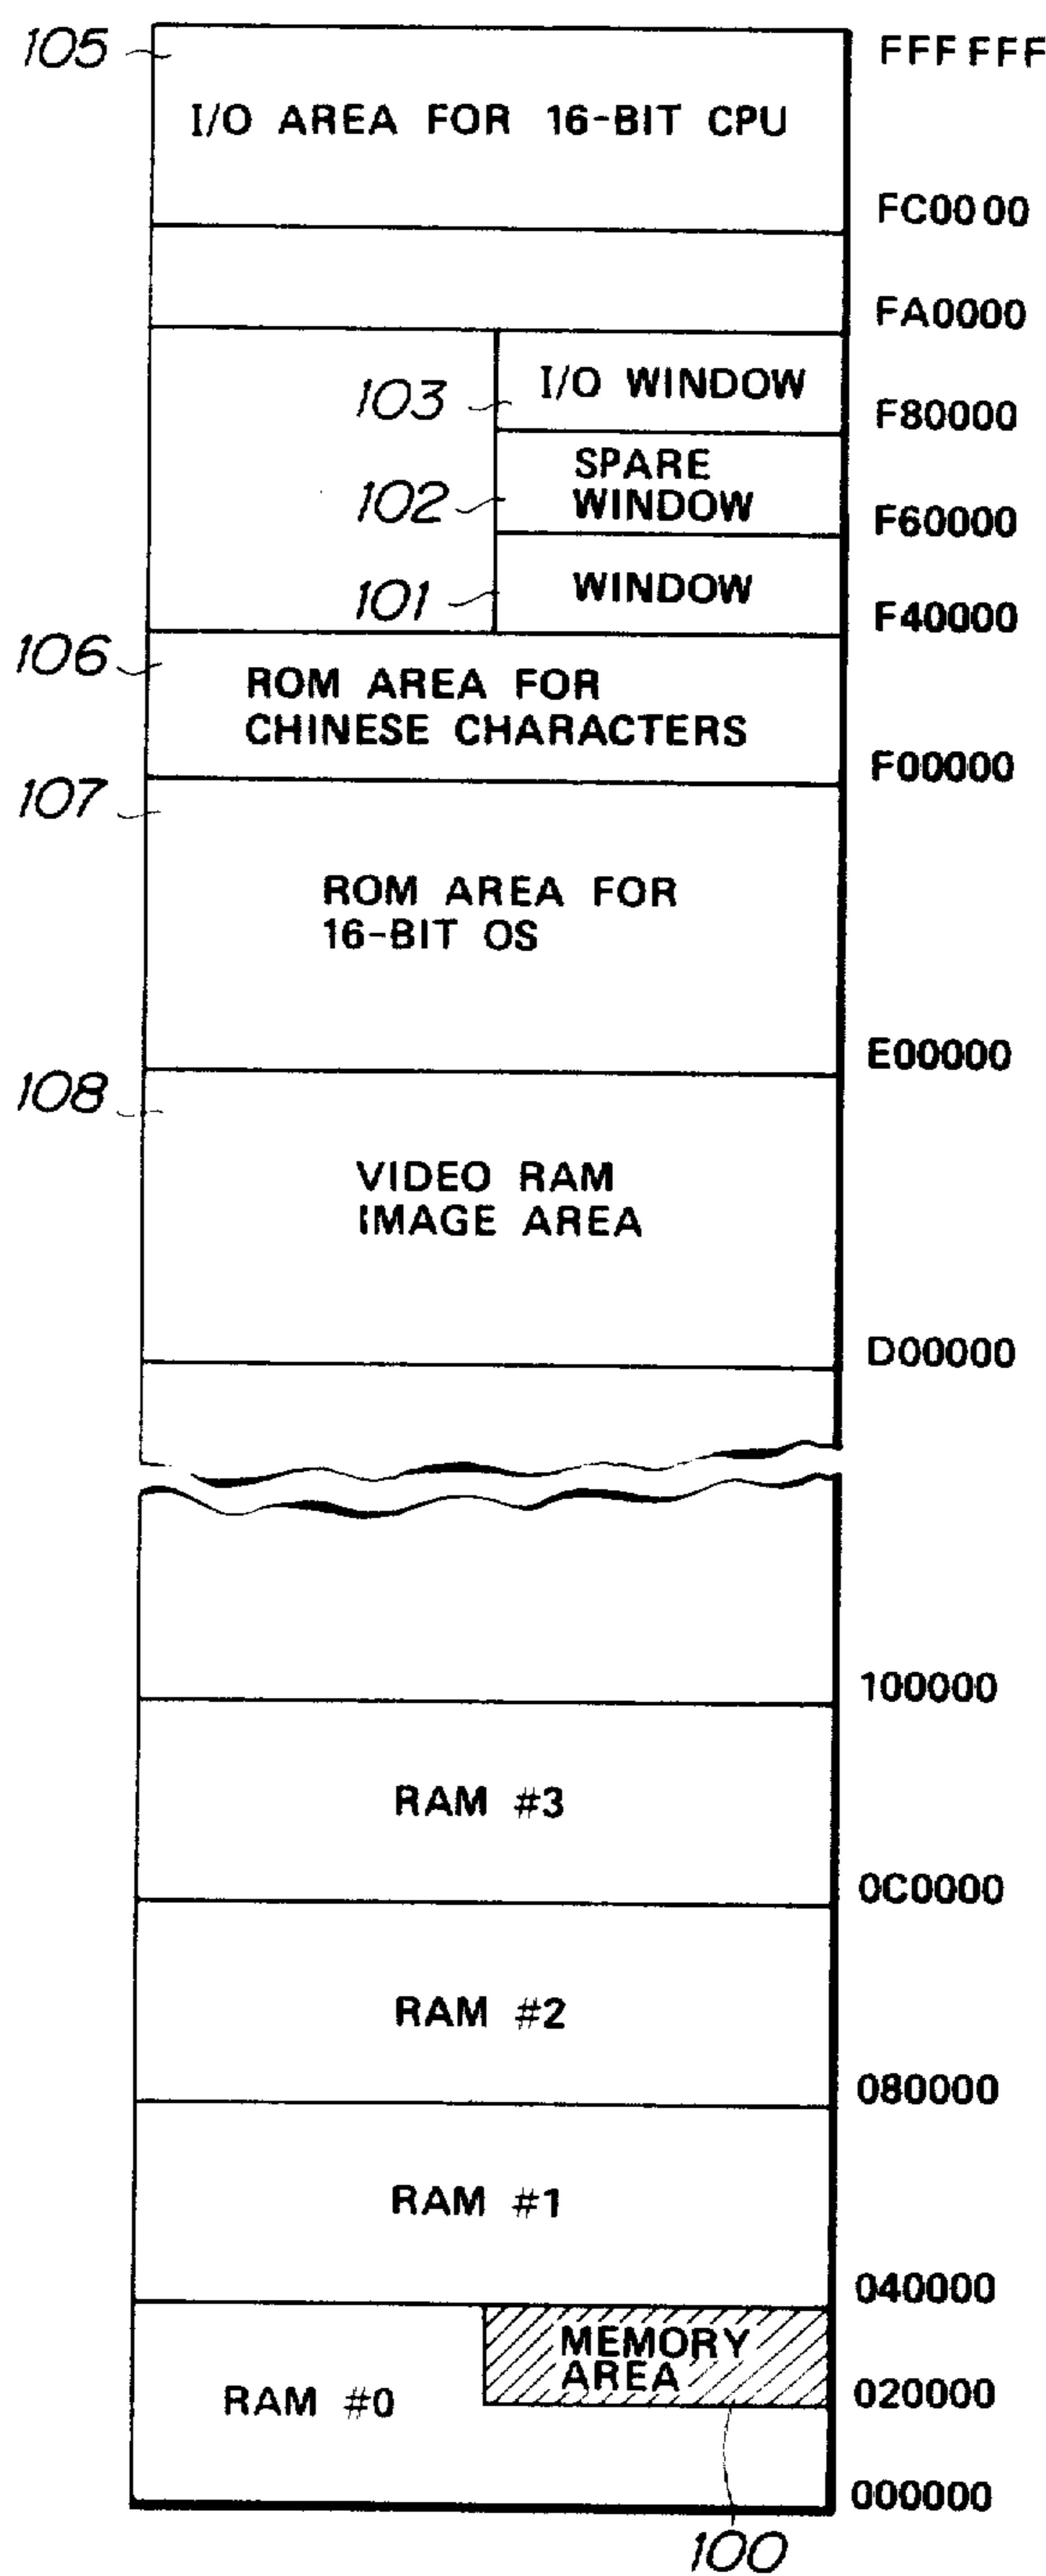 105
FFFFFF
I/O AREA FOR 16-BIT CPU
FC0000
FA0000
103
I/O WINDOW
F80000
102
SPARE
WINDOW
F60000
101
WINDOW
F40000
106
ROM AREA FOR
CHINESE CHARACTERS
F00000
107
ROM AREA FOR
16-BIT OS
E00000
108
VIDEO RAM
IMAGE AREA
D00000
100000
RAM #3
0C0000
RAM #2
080000
RAM #1
040000
MEMORY
AREA
RAM #0
020000
000000
100